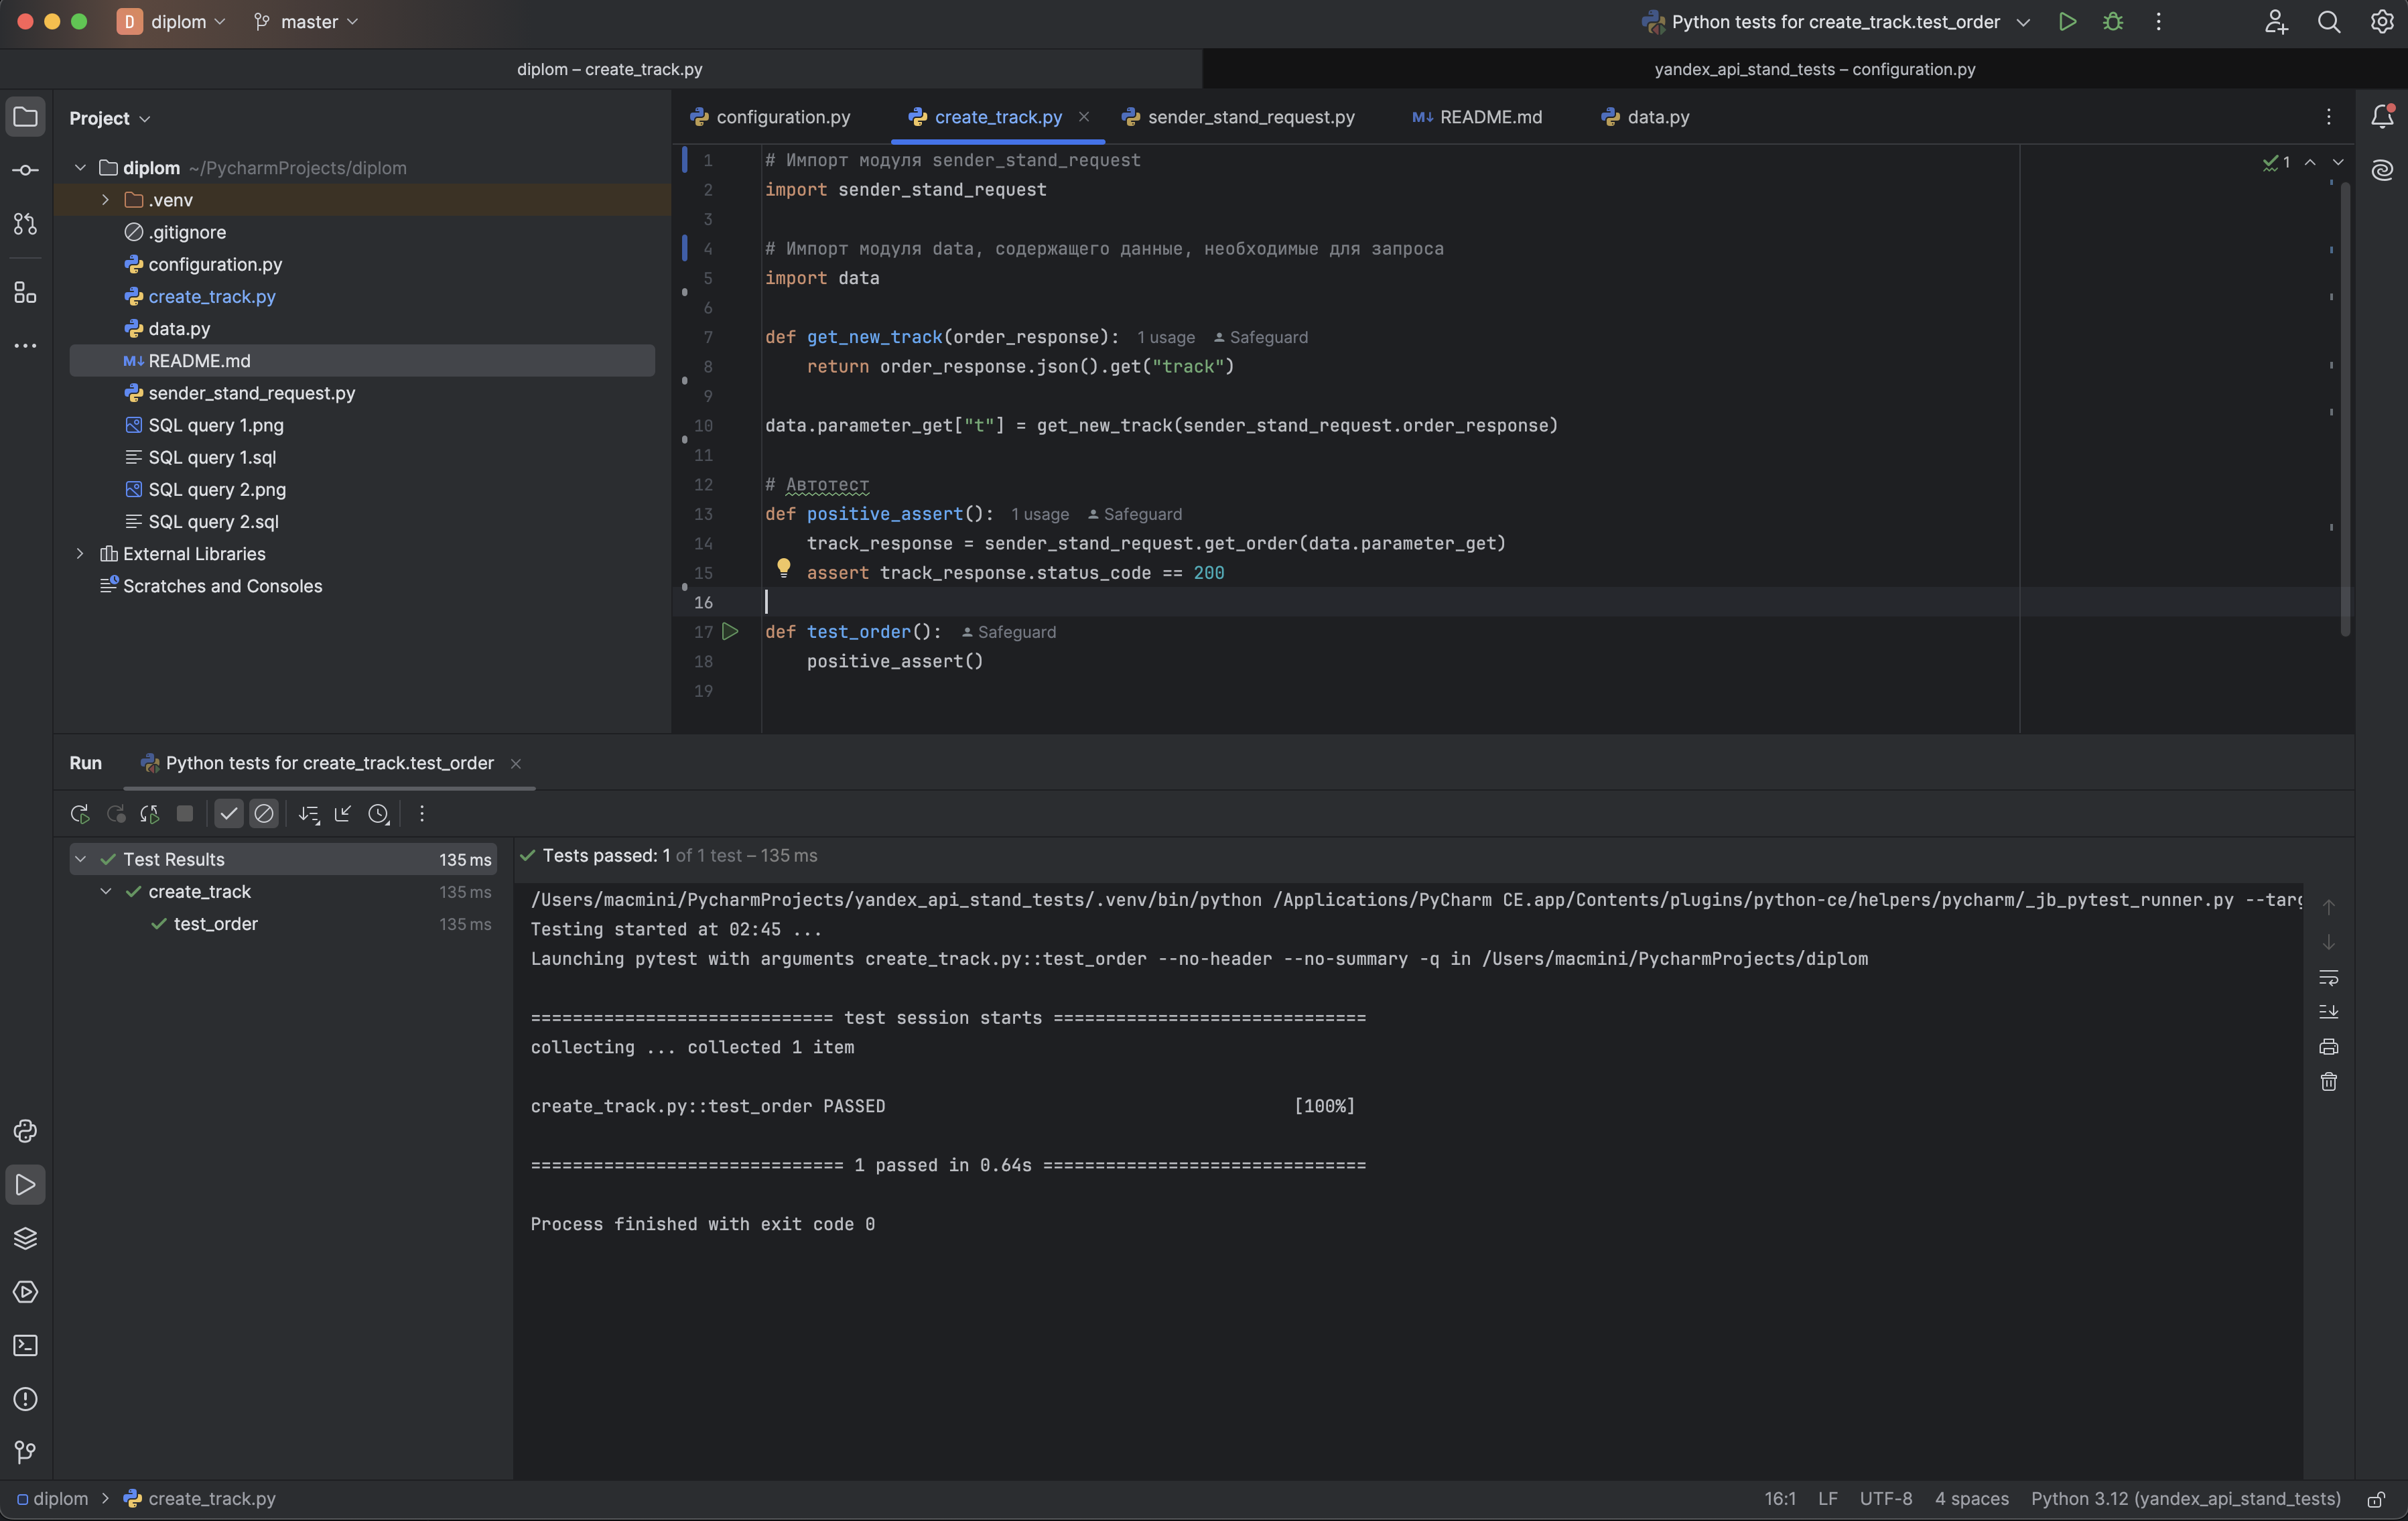 D diplom master Python tests for create_track.test_order
diplom – create_track.py yandex_api_stand_tests – configuration.py
Project
diplom ~/PycharmProjects/diplom
.venv
.gitignore
configuration.py
create_track.py
data.py
M↓ README.md
sender_stand_request.py
SQL query 1.png
SQL query 1.sql
SQL query 2.png
SQL query 2.sql
External Libraries
Scratches and Consoles
configuration.py create_track.py sender_stand_request.py M↓ README.md data.py
1 # Импорт модуля sender_stand_request 1
2 import sender_stand_request
3
4 # Импорт модуля data, содержащего данные, необходимые для запроса
5 import data
6
7 def get_new_track(order_response): 1 usage Safeguard
8 return order_response.json().get("track")
9
10 data.parameter_get["t"] = get_new_track(sender_stand_request.order_response)
11
12 # Автотест
13 def positive_assert(): 1 usage Safeguard
14 track_response = sender_stand_request.get_order(data.parameter_get)
15 assert track_response.status_code == 200
16
17 def test_order(): Safeguard
18 positive_assert()
19
Run Python tests for create_track.test_order
Test Results 135 ms
create_track 135 ms
test_order 135 ms
Tests passed: 1 of 1 test – 135 ms
/Users/macmini/PycharmProjects/yandex_api_stand_tests/.venv/bin/python /Applications/PyCharm CE.app/Contents/plugins/python-ce/helpers/pycharm/_jb_pytest_runner.py --targ
Testing started at 02:45 ...
Launching pytest with arguments create_track.py::test_order --no-header --no-summary -q in /Users/macmini/PycharmProjects/diplom
============================= test session starts ==============================
collecting ... collected 1 item
create_track.py::test_order PASSED [100%]
============================== 1 passed in 0.64s ===============================
Process finished with exit code 0
diplom > create_track.py 16:1 LF UTF-8 4 spaces Python 3.12 (yandex_api_stand_tests)